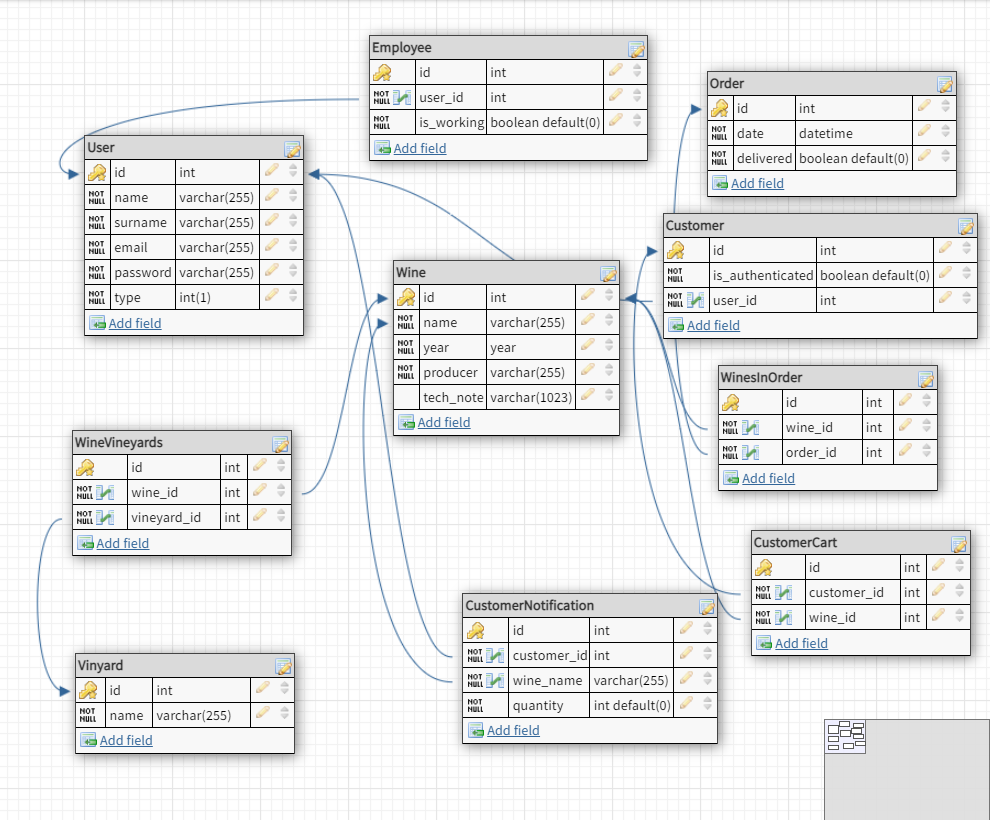 Employee
id int
NOT NULL user_id int
NOT NULL is_working boolean default(0)
Add field
Order
id int
NOT NULL date datetime
NOT NULL delivered boolean default(0)
Add field
User
id int
NOT NULL name varchar(255)
NOT NULL surname varchar(255)
NOT NULL email varchar(255)
NOT NULL password varchar(255)
NOT NULL type int(1)
Add field
Customer
id int
NOT NULL is_authenticated boolean default(0)
NOT NULL user_id int
Add field
Wine
id int
NOT NULL name varchar(255)
NOT NULL year year
NOT NULL producer varchar(255)
tech_note varchar(1023)
Add field
WinesInOrder
id int
NOT NULL wine_id int
NOT NULL order_id int
Add field
WineVineyards
id int
NOT NULL wine_id int
NOT NULL vineyard_id int
Add field
CustomerCart
id int
NOT NULL customer_id int
NOT NULL wine_id int
Add field
CustomerNotification
id int
NOT NULL customer_id int
NOT NULL wine_name varchar(255)
NOT NULL quantity int default(0)
Add field
Vinyard
id int
NOT NULL name varchar(255)
Add field